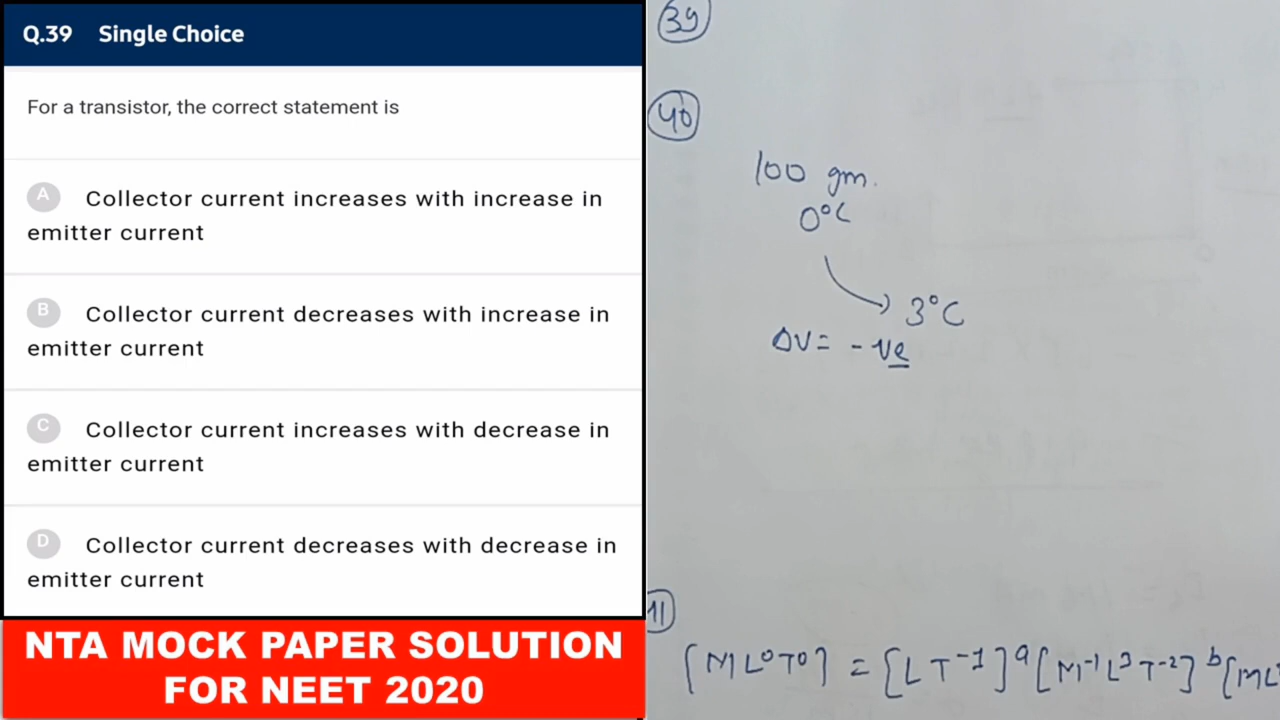 Q.39 Single Choice
For a transistor, the correct statement is
A Collector current increases with increase in
emitter current
B Collector current decreases with increase in
emitter current
C Collector current increases with decrease in
emitter current
D Collector current decreases with decrease in
emitter current
NTA MOCK PAPER SOLUTION
FOR NEET 2020
39
40
100 gm.
0°C
3°C
ΔV = -ve
[M L⁰ T⁰] = [L T⁻¹]ᵃ [M⁻¹ L³ T⁻²]ᵇ [ML